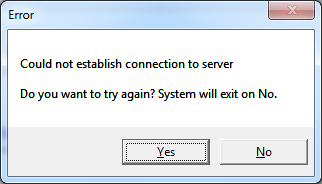 Error
Could not establish connection to server
Do you want to try again? System will exit on No.
Yes
No